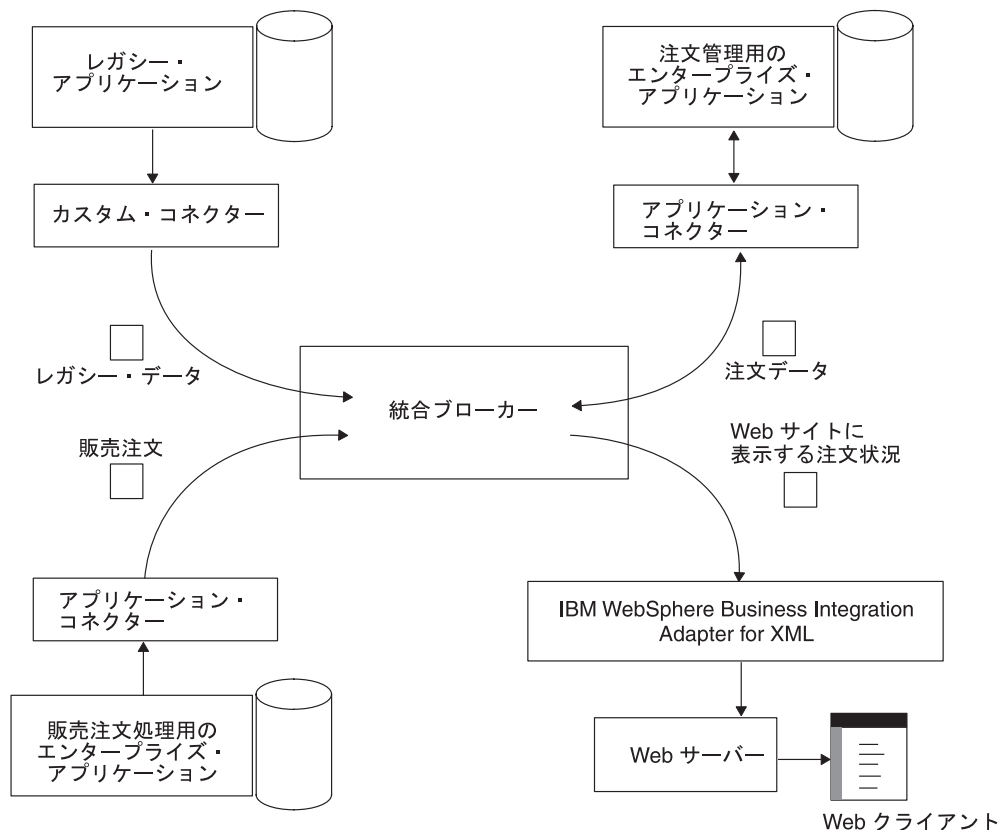 レガシー・
アプリケーション
注文管理用の
エンタープライズ・
アプリケーション
カスタム・コネクター
アプリケーション・
コネクター
レガシー・データ
注文データ
統合ブローカー
販売注文
Web サイトに
表示する注文状況
アプリケーション・
コネクター
IBM WebSphere Business Integration
Adapter for XML
販売注文処理用の
エンタープライズ・
アプリケーション
Web サーバー
Web クライアント